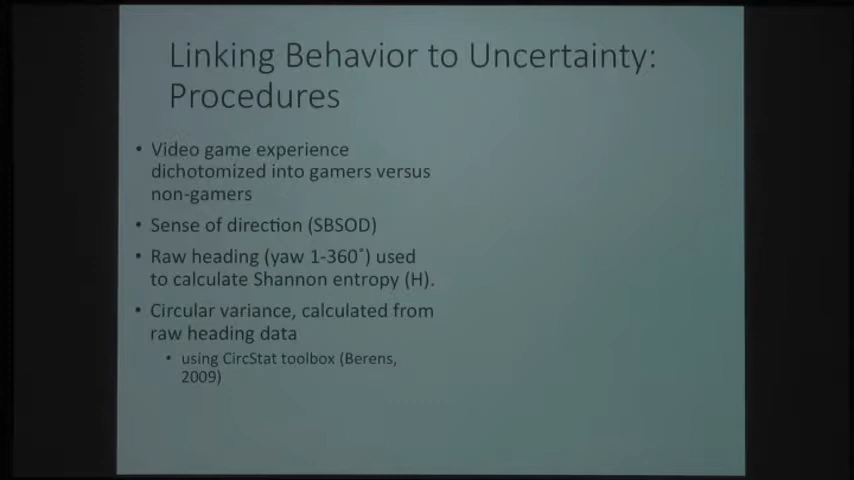 Linking Behavior to Uncertainty:
Procedures
• Video game experience
dichotomized into gamers versus
non-gamers
• Sense of direction (SBSOD)
• Raw heading (yaw 1-360˚) used
to calculate Shannon entropy (H).
• Circular variance, calculated from
raw heading data
• using CircStat toolbox (Berens,
2009)